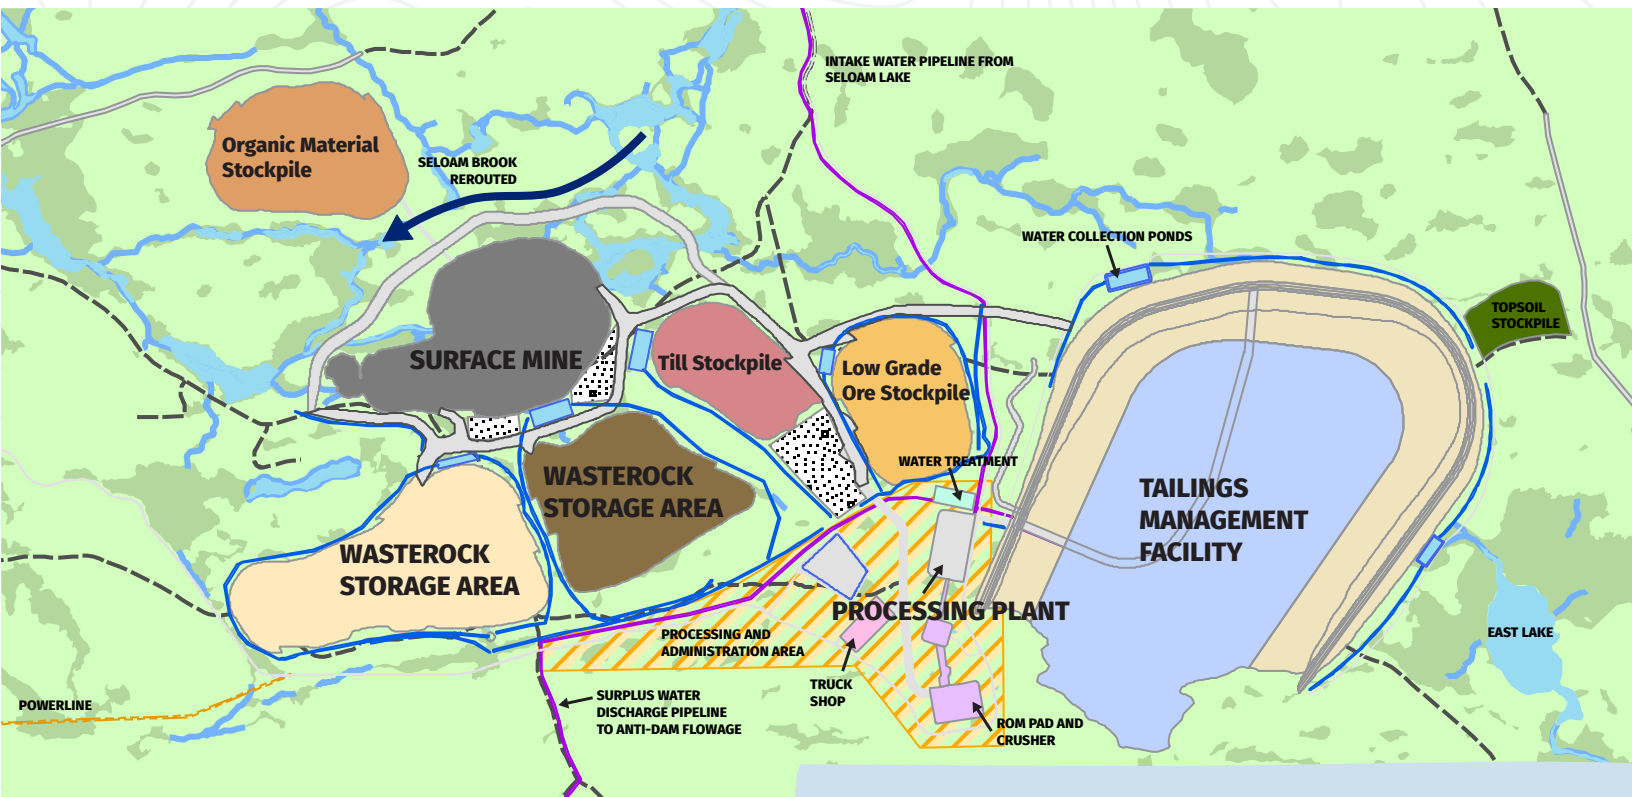 INTAKE WATER PIPELINE FROM
SELOAM LAKE
Organic Material
Stockpile
SELOAM BROOK
REROUTED
WATER COLLECTION PONDS
TOPSOIL
STOCKPILE
SURFACE MINE
Till Stockpile
Low Grade
Ore Stockpile
WATER TREATMENT
WASTEROCK
STORAGE AREA
TAILINGS
MANAGEMENT
FACILITY
WASTEROCK
STORAGE AREA
PROCESSING PLANT
PROCESSING AND
ADMINISTRATION AREA
EAST LAKE
TRUCK
SHOP
POWERLINE
SURPLUS WATER
DISCHARGE PIPELINE
TO ANTI-DAM FLOWAGE
ROM PAD AND
CRUSHER